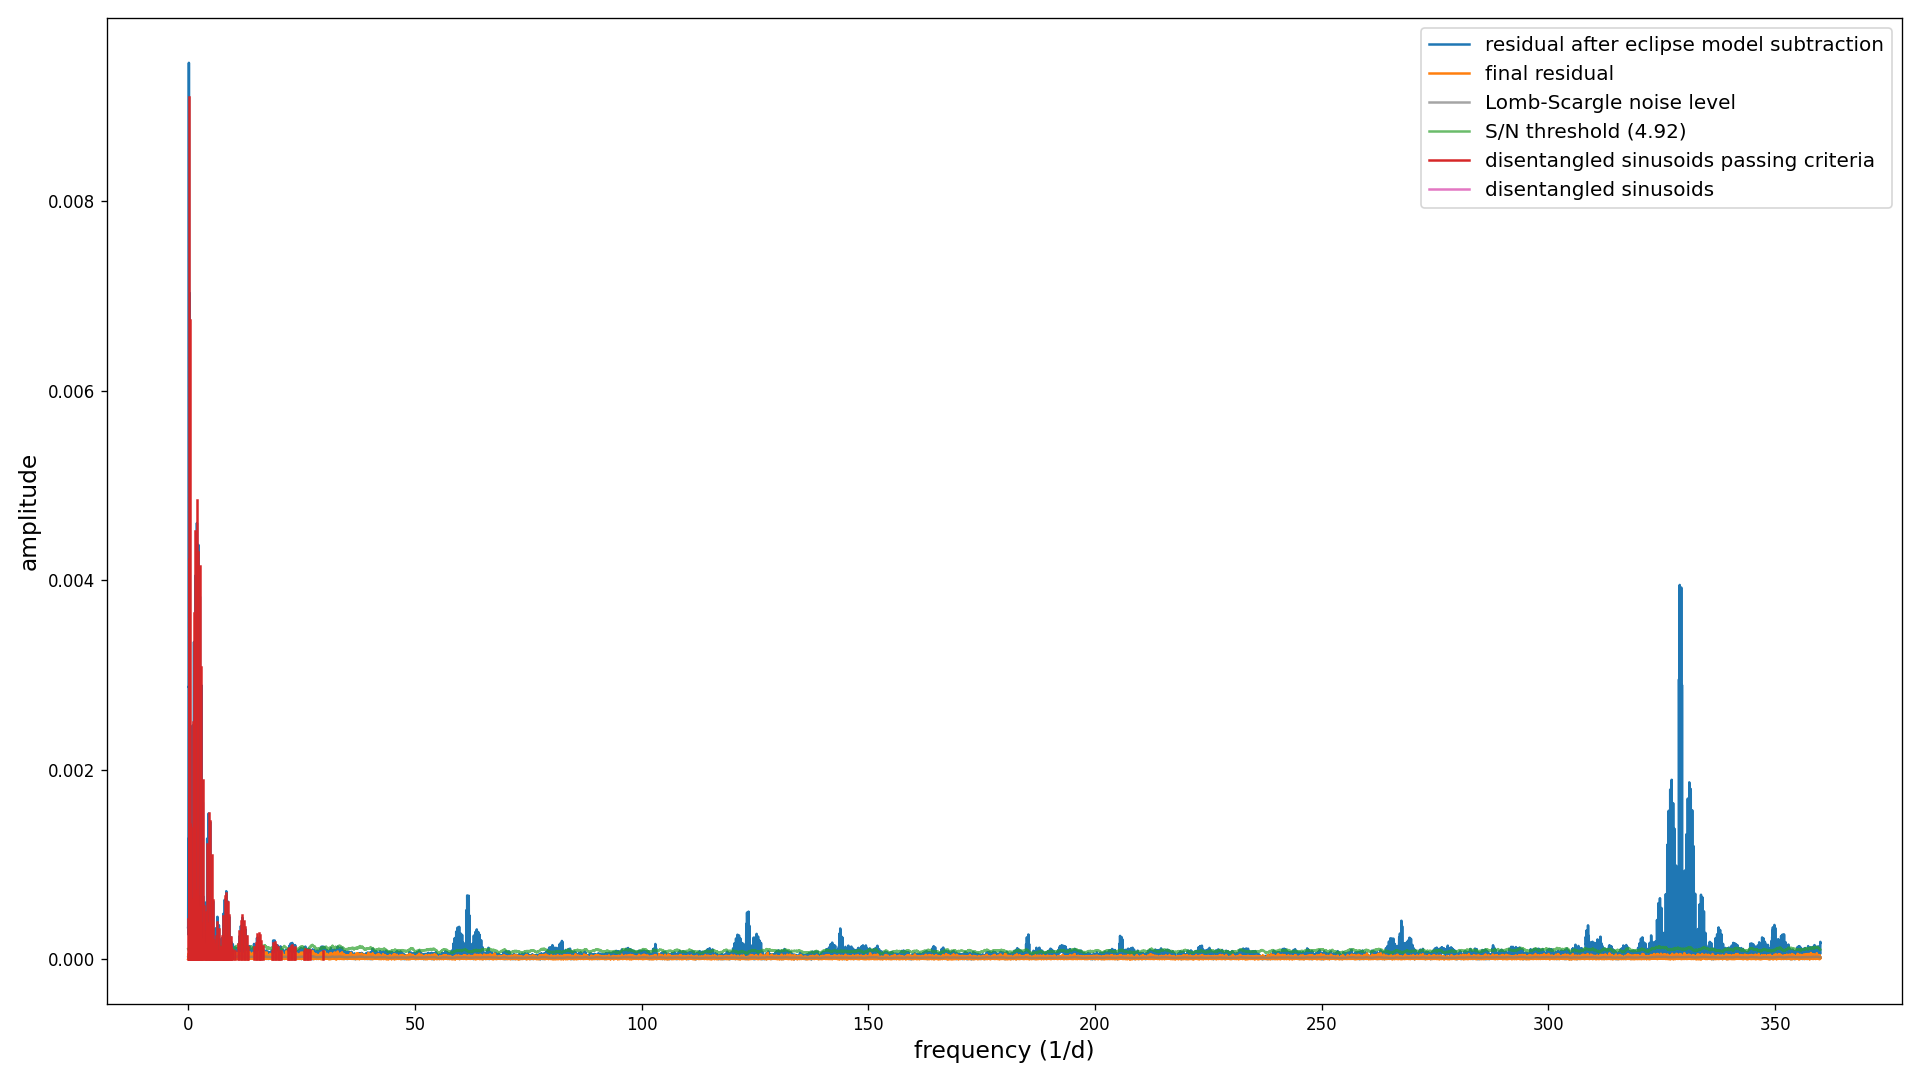 residual after eclipse model subtraction
final residual
Lomb-Scargle noise level
S/N threshold (4.92)
disentangled sinusoids passing criteria
disentangled sinusoids
amplitude
0.008
0.006
0.004
0.002
0.000
0 50 100 150 200 250 300 350
frequency (1/d)